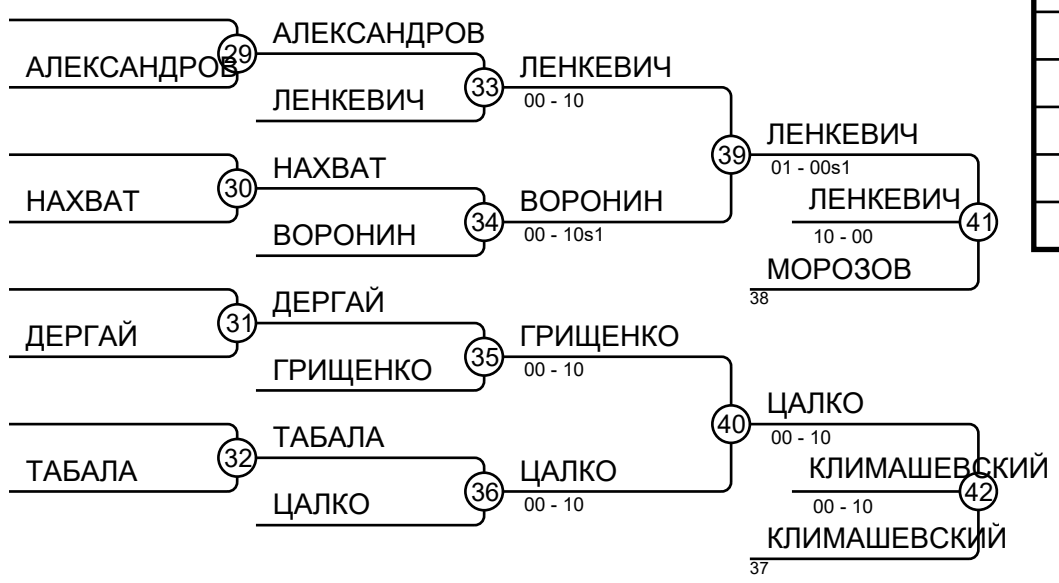 АЛЕКСАНДРОВ
29
АЛЕКСАНДРОВ
ЛЕНКЕВИЧ
33
ЛЕНКЕВИЧ
00 - 10
НАХВАТ
30
НАХВАТ
ВОРОНИН
34
ВОРОНИН
00 - 10s1
39
ЛЕНКЕВИЧ
01 - 00s1
ЛЕНКЕВИЧ
10 - 00
41
МОРОЗОВ
38
ДЕРГАЙ
31
ДЕРГАЙ
ГРИЩЕНКО
35
ГРИЩЕНКО
00 - 10
ТАБАЛА
32
ТАБАЛА
ЦАЛКО
36
ЦАЛКО
00 - 10
40
ЦАЛКО
00 - 10
КЛИМАШЕВСКИЙ
00 - 10
42
КЛИМАШЕВСКИЙ
37